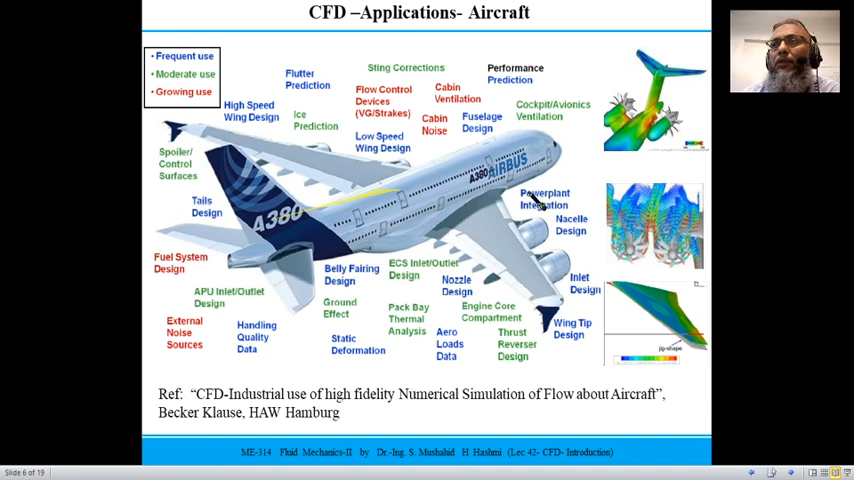 CFD –Applications- Aircraft
• Frequent use
• Moderate use
• Growing use
Flutter
Prediction
Sting Corrections
Performance
Prediction
High Speed
Wing Design
Ice
Prediction
Flow Control
Devices
(VG/Strakes)
Cabin
Ventilation
Cabin
Noise
Fuselage
Design
Cockpit/Avionics
Ventilation
Low Speed
Wing Design
Spoiler/
Control
Surfaces
Tails
Design
A380 AIRBUS
A380
Powerplant
Integration
Nacelle
Design
Fuel System
Design
APU Inlet/Outlet
Design
Belly Fairing
Design
ECS Inlet/Outlet
Design
Nozzle
Design
Inlet
Design
External
Noise
Sources
Handling
Quality
Data
Ground
Effect
Static
Deformation
Pack Bay
Thermal
Analysis
Aero
Loads
Data
Engine Core
Compartment
Thrust
Reverser
Design
Wing Tip
Design
jig-shape
Ref: “CFD-Industrial use of high fidelity Numerical Simulation of Flow about Aircraft”,
Becker Klause, HAW Hamburg
ME-314 Fluid Mechanics-II by Dr.-Ing. S. Mushahid H. Hashmi (Lec 42- CFD- Introduction)
Slide 6 of 19